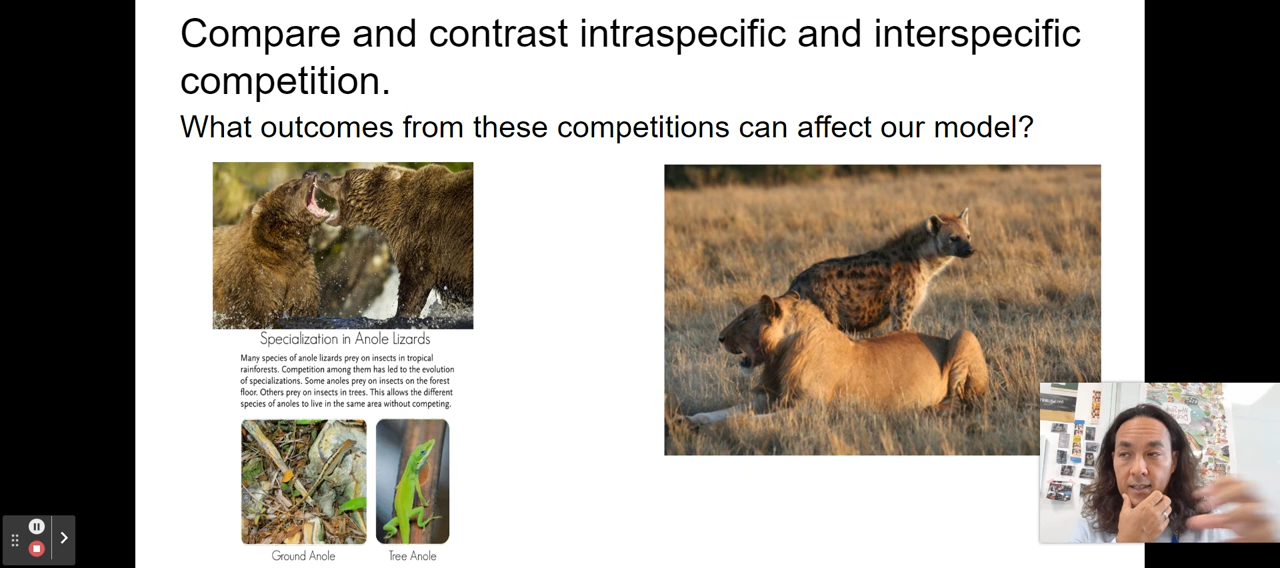 Compare and contrast intraspecific and interspecific
competition.
What outcomes from these competitions can affect our model?
Specialization in Anole Lizards
Many species of anole lizards prey on insects in tropical
rainforests. Competition among them has led to the evolution
of specializations. Some anoles prey on insects on the forest
floor. Others prey on insects in trees. This allows the different
species of anoles to live in the same area without competing.
Ground Anole
Tree Anole